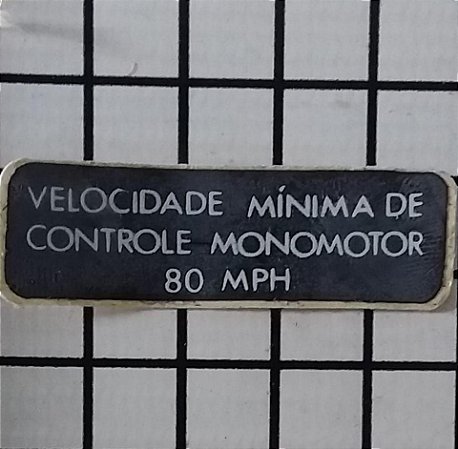 VELOCIDADE MÍNIMA DE
CONTROLE MONOMOTOR
80 MPH